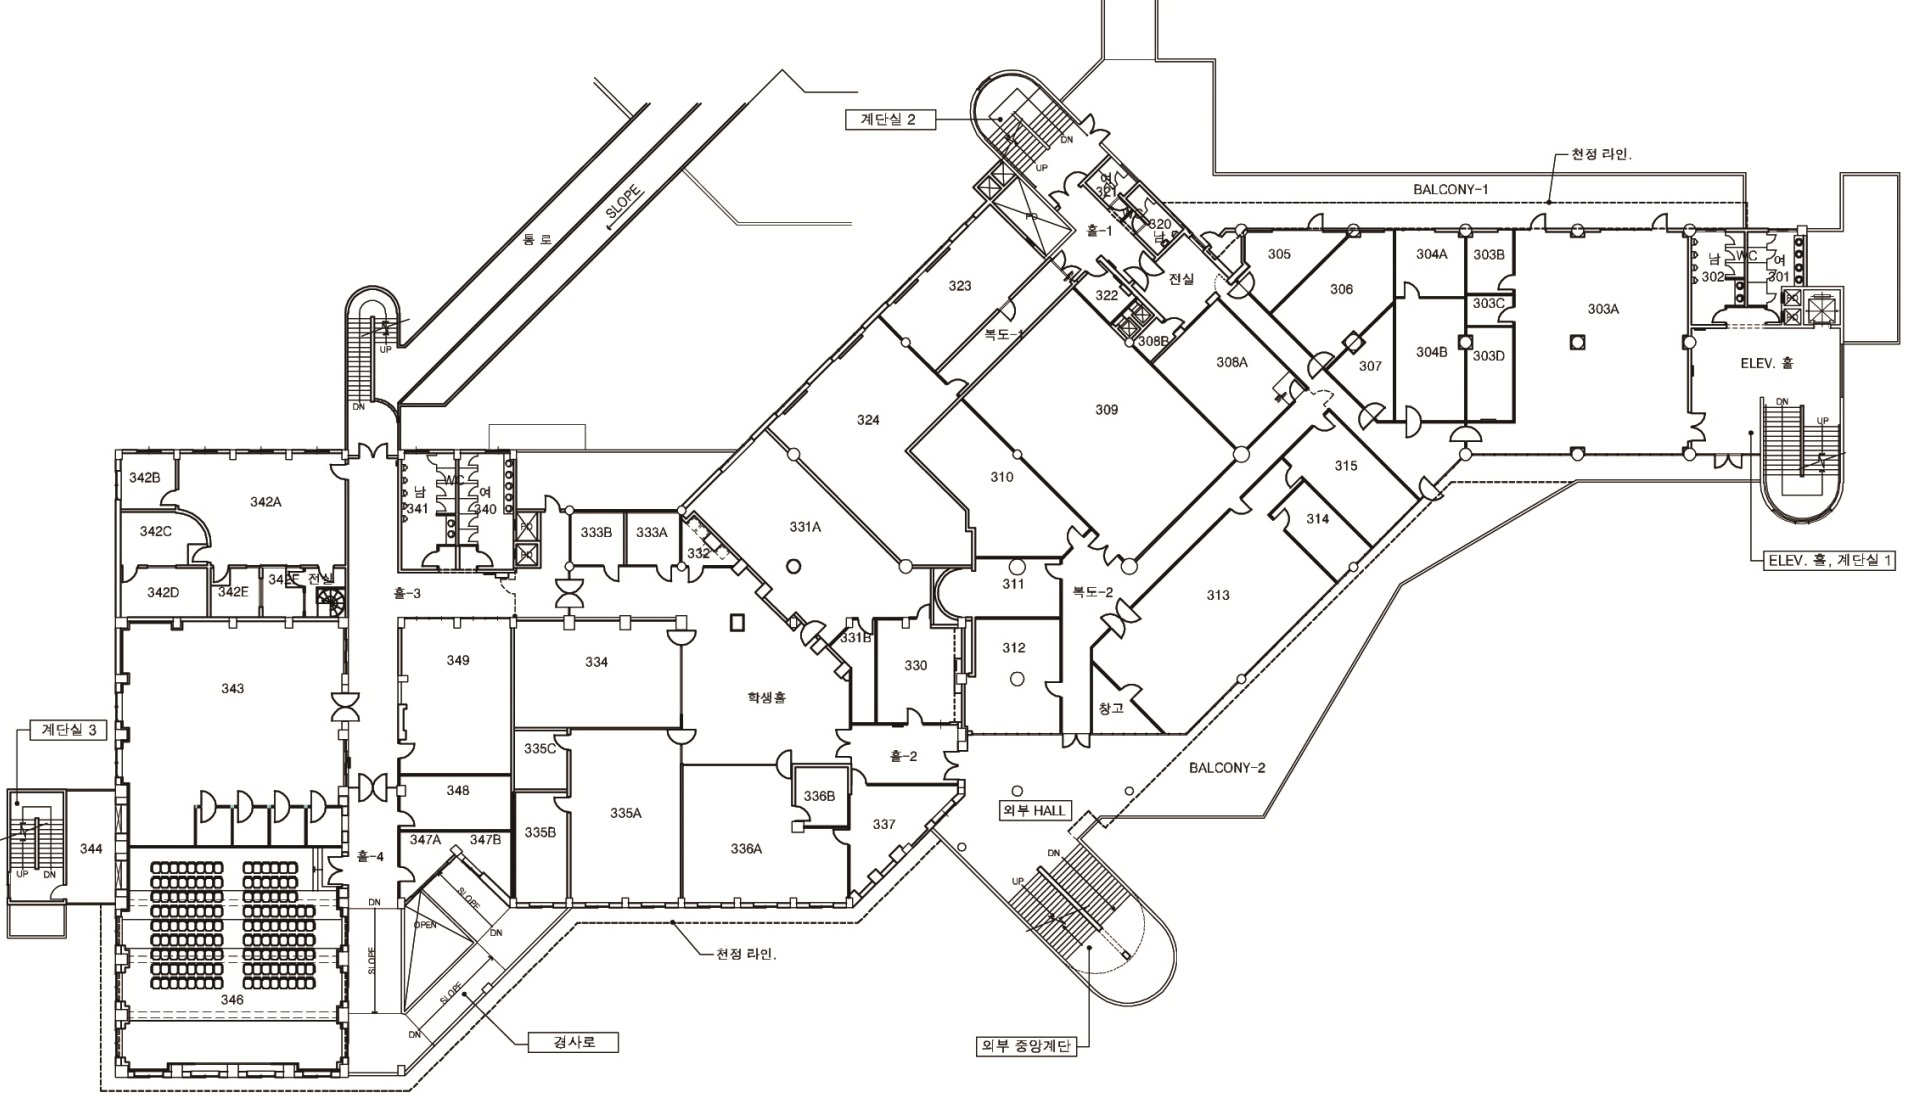 계단실 2
DN
UP
천정 라인.
BALCONY-1
SLOPE
통 로
PD
여
321
WC
320
남
홀-1
전실
305
304A
303B
남
302
WC
여
301
PD
PD
323
322
306
303C
303A
복도-1
308B
308A
307
304B
303D
ELEV. 홀
UP
DN
DN
UP
324
309
315
310
314
342B
342A
남
341
WC
여
340
342C
331A
333B
333A
332
PD
PD
ELEV. 홀, 계단실 1
342D
342E
342F
전실
홀-3
311
복도-2
313
331B
330
312
349
334
343
학생홀
창고
계단실 3
335C
홀-2
BALCONY-2
348
336B
외부 HALL
335A
335B
337
347A
347B
336A
344
홀-4
UP
DN
DN
UP
DN
SLOPE
OPEN
DN
SLOPE
SLOPE
DN
346
천정 라인.
경사로
외부 중앙계단